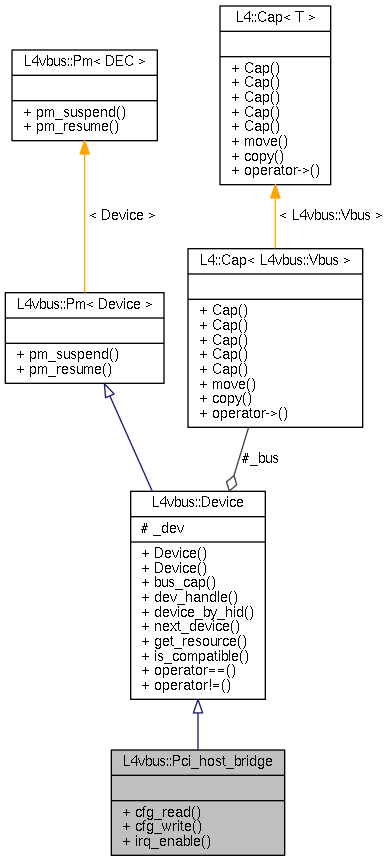 L4::Cap< T >
+ Cap()
+ Cap()
+ Cap()
+ Cap()
+ Cap()
+ move()
+ copy()
+ operator->()
L4vbus::Pm< DEC >
+ pm_suspend()
+ pm_resume()
< Device >
< L4vbus::Vbus >
L4::Cap< L4vbus::Vbus >
+ Cap()
+ Cap()
+ Cap()
+ Cap()
+ Cap()
+ move()
+ copy()
+ operator->()
L4vbus::Pm< Device >
+ pm_suspend()
+ pm_resume()
#_bus
L4vbus::Device
# _dev
+ Device()
+ Device()
+ bus_cap()
+ dev_handle()
+ device_by_hid()
+ next_device()
+ get_resource()
+ is_compatible()
+ operator==()
+ operator!=()
L4vbus::Pci_host_bridge
+ cfg_read()
+ cfg_write()
+ irq_enable()